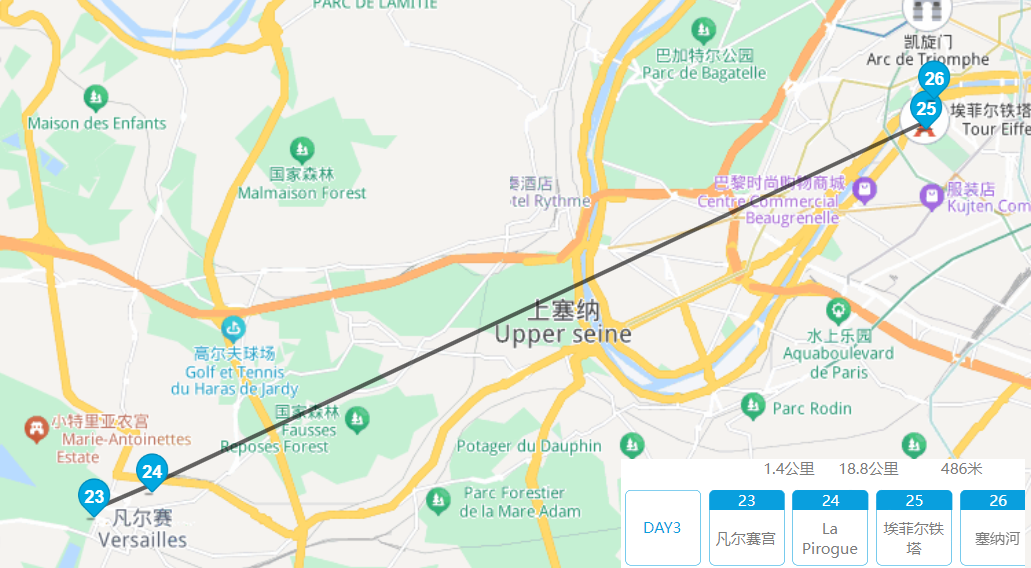 PARC DE LAMITIE
凯旋门
Arc de Triomphe
巴加特尔公园
Parc de Bagatelle
26
25
埃菲尔铁塔
Tour Eiffe
Maison des Enfants
国家森林
Malmaison Forest
酒店
tel Rythme
巴黎时尚购物商城
Centre Commercial
Beaugrenelle
服装店
Kujten Com
上塞纳
Upper seine
水上乐园
Aquaboulevard
de Paris
高尔夫球场
Golf et Tennis
du Haras de Jardy
国家森林
Fausses
Reposes Forest
小特里亚农宫
Marie-Antoinettes
Estate
Parc Rodin
Potager du Dauphin
24
23
凡尔赛
Versailles
Parc Forestier
de la Mare Adam
1.4公里
18.8公里
486米
DAY3
23
凡尔赛宫
24
La
Pirogue
25
埃菲尔铁
塔
26
塞纳河